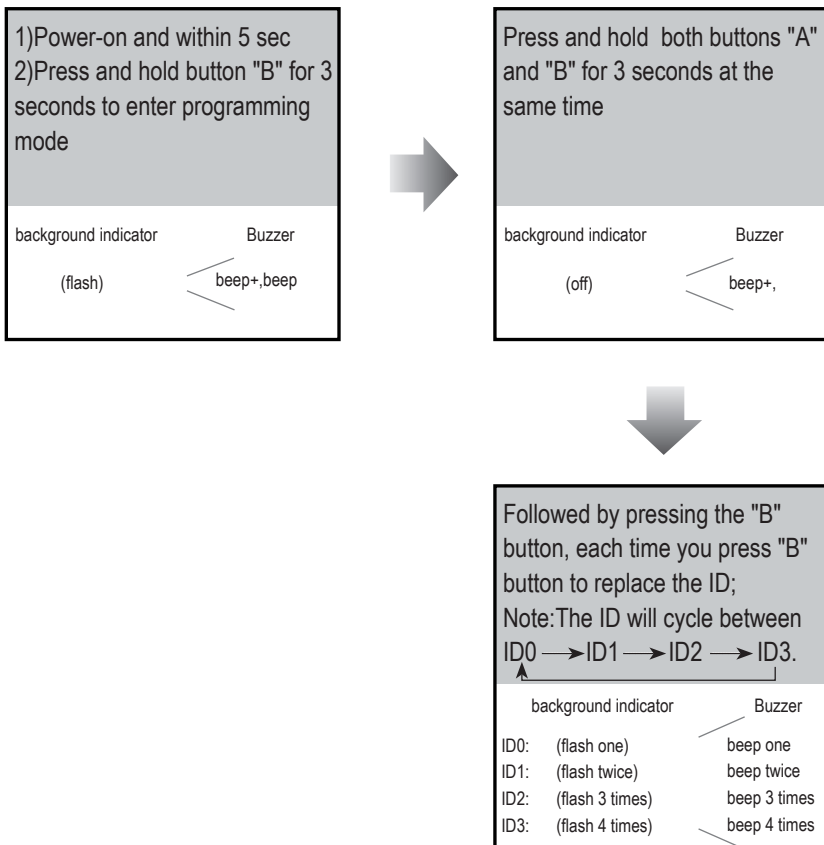 1)Power-on and within 5 sec
2)Press and hold button "B" for 3
seconds to enter programming
mode
background indicator Buzzer
(flash) beep+,beep
Press and hold both buttons "A"
and "B" for 3 seconds at the
same time
background indicator Buzzer
(off) beep+,
Followed by pressing the "B"
button, each time you press "B"
button to replace the ID;
Note:The ID will cycle between
ID0 → ID1 → ID2 → ID3.
background indicator Buzzer
ID0: (flash one) beep one
ID1: (flash twice) beep twice
ID2: (flash 3 times) beep 3 times
ID3: (flash 4 times) beep 4 times